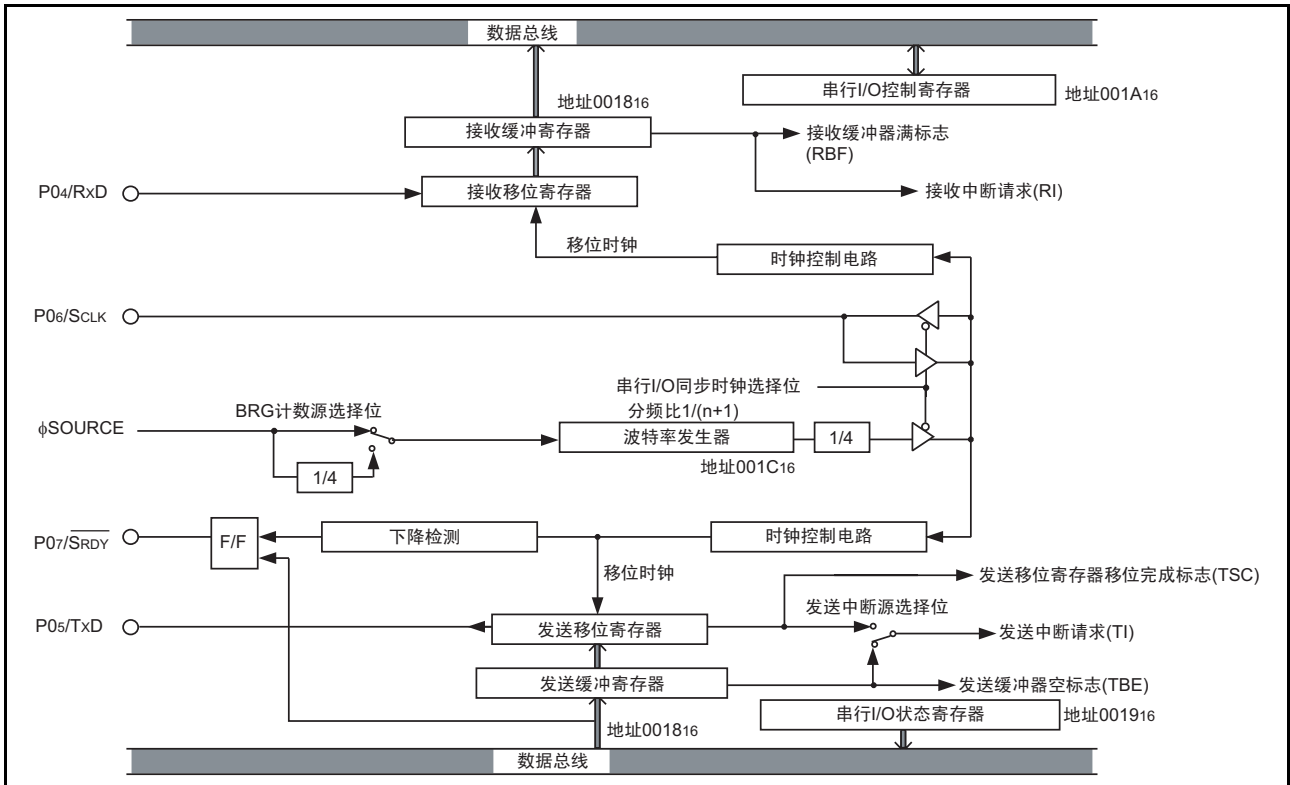 数据总线
串行I/O控制寄存器
地址001A16
地址001816
接收缓冲寄存器
接收缓冲器满标志
(RBF)
P04/RxD
接收移位寄存器
接收中断请求(RI)
移位时钟
时钟控制电路
P06/SCLK
串行I/O同步时钟选择位
BRG计数源选择位
分频比1/(n+1)
φSOURCE
波特率发生器
1/4
地址001C16
1/4
P07/SRDY
F/F
下降检测
时钟控制电路
移位时钟
发送移位寄存器移位完成标志(TSC)
发送中断源选择位
P05/TxD
发送移位寄存器
发送中断请求(TI)
发送缓冲寄存器
发送缓冲器空标志(TBE)
串行I/O状态寄存器
地址001916
地址001816
数据总线